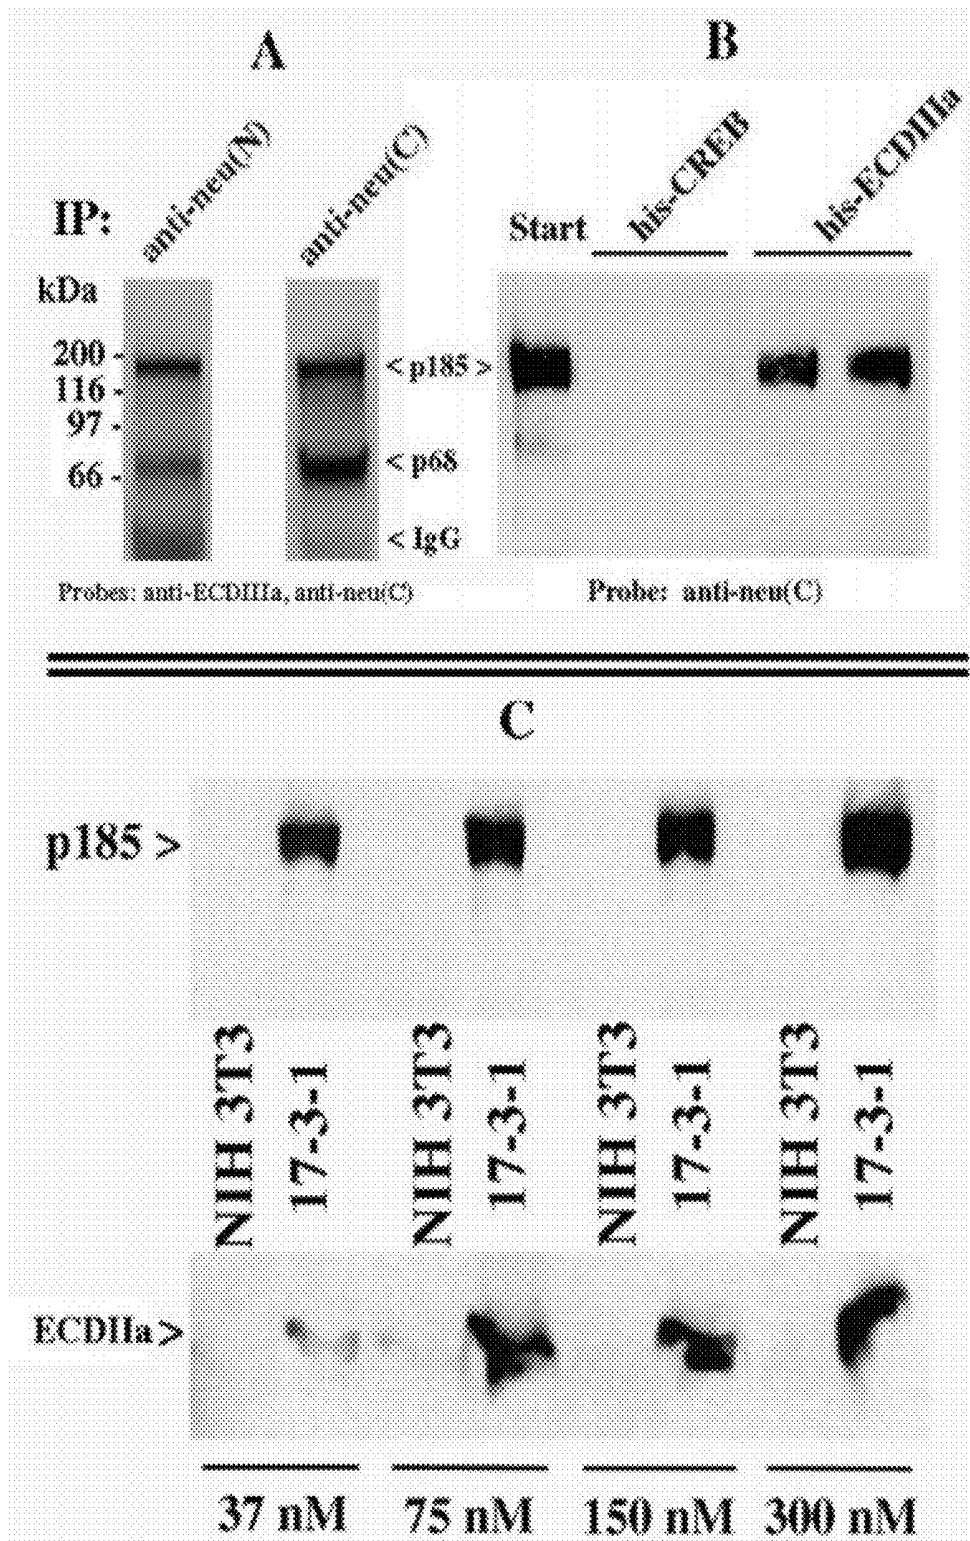 A
B
IP:
anti-neu(N)
anti-neu(C)
Start
his-CREB
his-ECDIIIa
kDa
200 -
116 -
97 -
66 -
< p185 >
< p68
< IgG
Probes: anti-ECDIIIa, anti-neu(C)
Probe: anti-neu(C)
C
p185 >
NIH 3T3
17-3-1
NIH 3T3
17-3-1
NIH 3T3
17-3-1
NIH 3T3
17-3-1
ECDIIa >
37 nM
75 nM
150 nM
300 nM